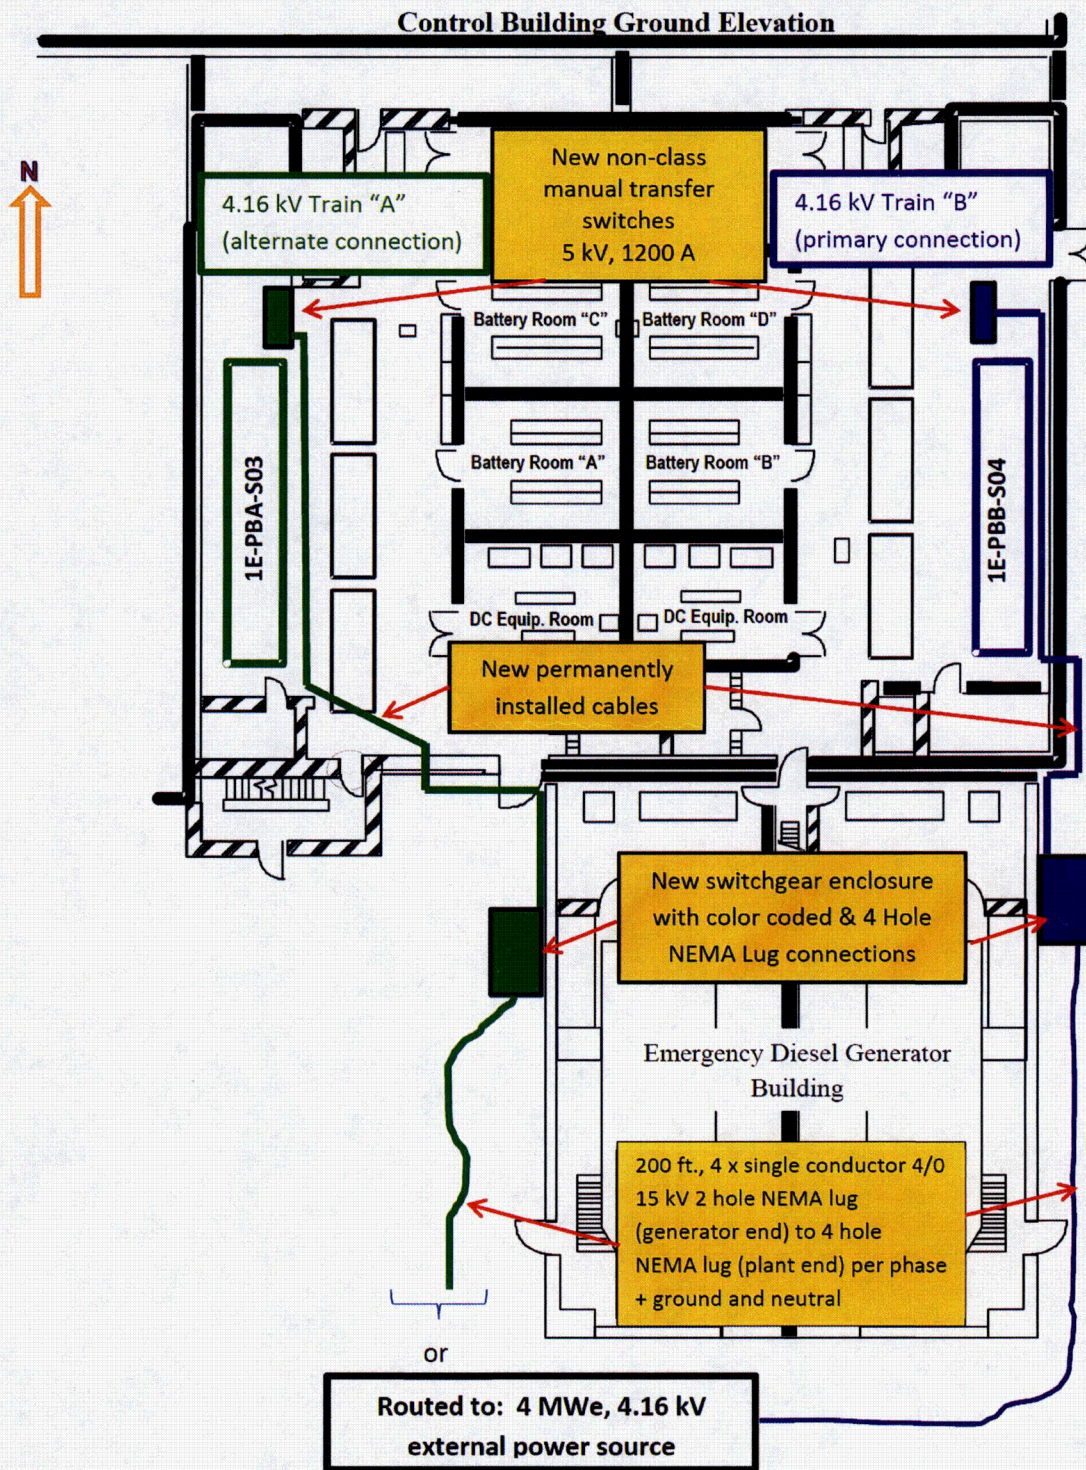 Control Building Ground Elevation
N
4.16 kV Train “A”
(alternate connection)
New non-class
manual transfer
switches
5 kV, 1200 A
4.16 kV Train “B”
(primary connection)
Battery Room “C”
Battery Room “D”
Battery Room “A”
Battery Room “B”
1E-PBA-S03
1E-PBB-S04
DC Equip. Room
DC Equip. Room
New permanently
installed cables
New switchgear enclosure
with color coded & 4 Hole
NEMA Lug connections
Emergency Diesel Generator
Building
200 ft., 4 x single conductor 4/0
15 kV 2 hole NEMA lug
(generator end) to 4 hole
NEMA lug (plant end) per phase
+ ground and neutral
or
Routed to: 4 MWe, 4.16 kV
external power source